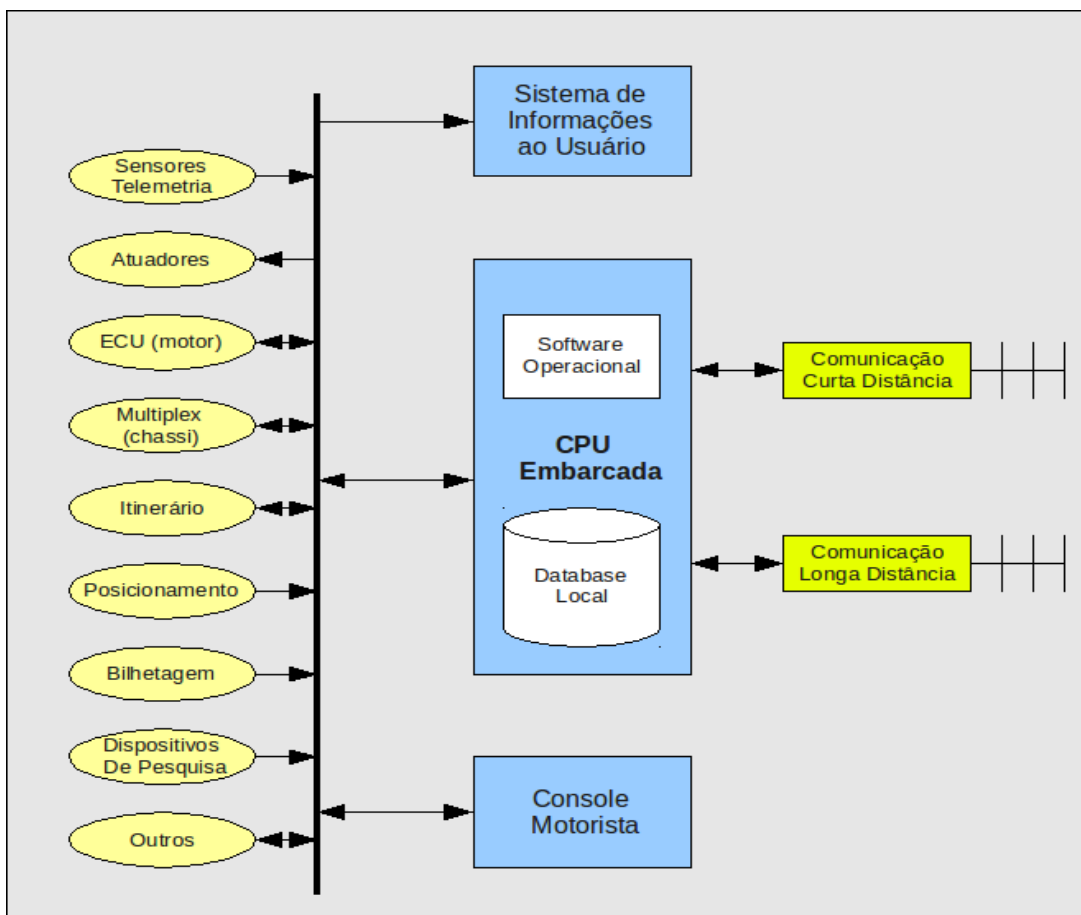 Sistema de
Informações
ao Usuário
Sensores
Telemetria
Atuadores
ECU (motor)
Multiplex
(chassi)
Itinerário
Posicionamento
Bilhetagem
Dispositivos
De Pesquisa
Outros
Software
Operacional
CPU
Embarcada
Database
Local
Comunicação
Curta Distância
Comunicação
Longa Distância
Console
Motorista